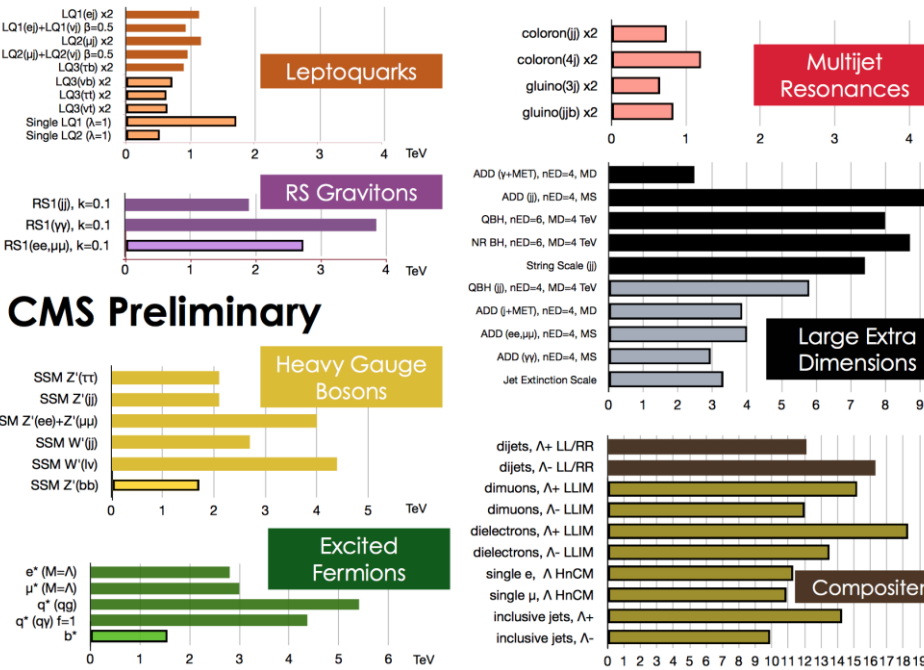 LQ1(ej) x2
LQ1(ej)+LQ1(νj) β=0.5
LQ2(μj) x2
LQ2(μj)+LQ2(νj) β=0.5
LQ3(τb) x2
LQ3(νb) x2
LQ3(ττ) x2
LQ3(vt) x2
Single LQ1 (λ=1)
Single LQ2 (λ=1)
0 1 2 3 4 TeV
Leptoquarks
RS Gravitons
RS1(jj), k=0.1
RS1(γγ), k=0.1
RS1(ee,μμ), k=0.1
0 1 2 3 4
CMS Preliminary
Heavy Gauge
Bosons
SSM Z'(ττ)
SSM Z'(jj)
SM Z'(ee)+Z'(μμ)
SSM W'(jj)
SSM W'(lv)
SSM Z'(bb)
0 1 2 3 4 5 TeV
Excited
Fermions
e* (M=Λ)
μ* (M=Λ)
q* (qg)
q* (qγ) f=1
b*
0 1 2 3 4 5 6 TeV
coloron(jj) x2
coloron(4j) x2
gluino(3j) x2
gluino(jjb) x2
0 1 2 3 4
Multijet
Resonances
ADD (γ+MET), nED=4, MD
ADD (jj), nED=4, MS
QBH, nED=6, MD=4 TeV
NR BH, nED=6, MD=4 TeV
String Scale (jj)
QBH (jj), nED=4, MD=4 TeV
ADD (j+MET), nED=4, MD
ADD (ee,μμ), nED=4, MS
ADD (γγ), nED=4, MS
Jet Extinction Scale
0 1 2 3 4 5 6 7 8 9
Large Extra
Dimensions
dijets, Λ+ LL/RR
dijets, Λ- LL/RR
dimuons, Λ+ LLIM
dimuons, Λ- LLIM
dielectrons, Λ+ LLIM
dielectrons, Λ- LLIM
single e, Λ HnCM
single μ, Λ HnCM
inclusive jets, Λ+
inclusive jets, Λ-
0 1 2 3 4 5 6 7 8 9 10 11 12 13 14 15 16 17 18 19
Compositen